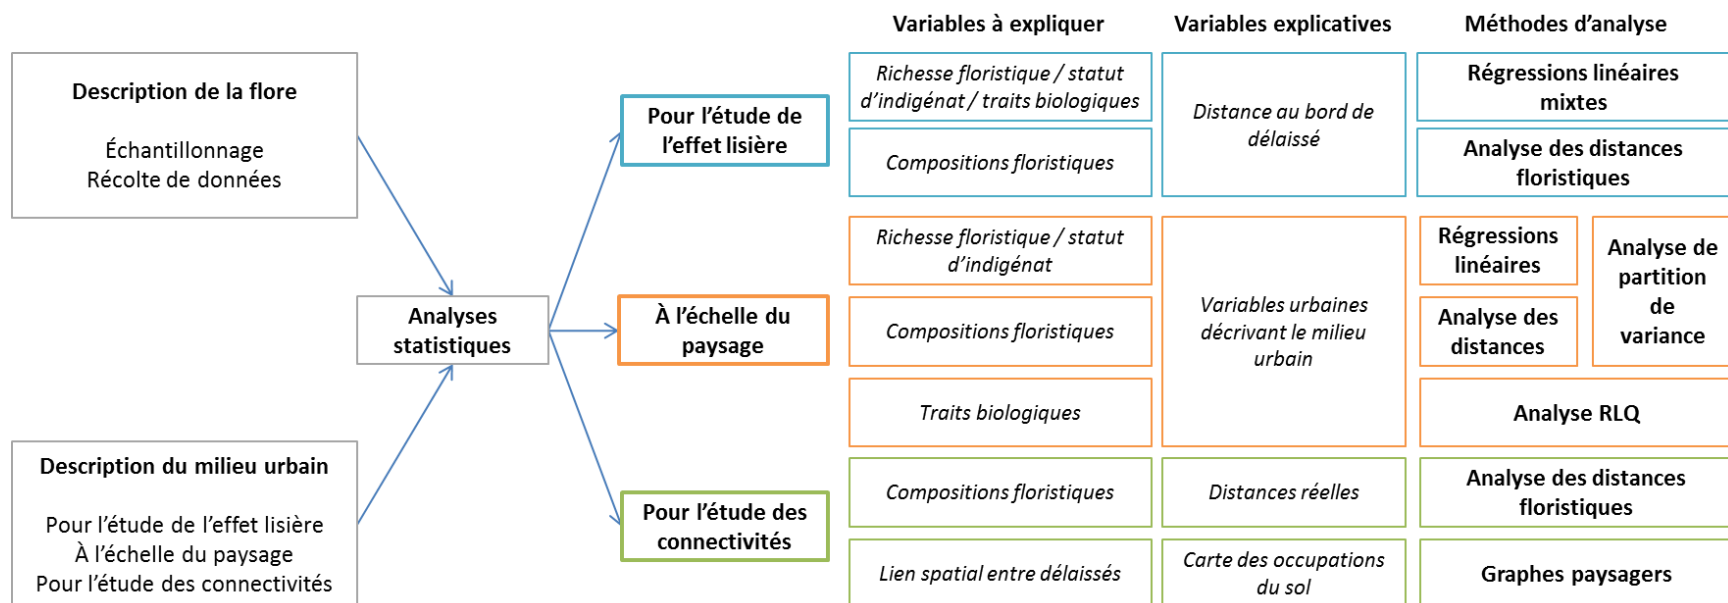 Description de la flore
Échantillonnage
Récolte de données
Description du milieu urbain
Pour l’étude de l’effet lisière
À l’échelle du paysage
Pour l’étude des connectivités
Analyses
statistiques
Pour l’étude de
l’effet lisière
À l’échelle du
paysage
Pour l’étude des
connectivités
Variables à expliquer
Variables explicatives
Méthodes d’analyse
Richesse floristique / statut
d’indigénat / traits biologiques
Distance au bord de
délaissé
Régressions linéaires
mixtes
Compositions floristiques
Analyse des distances
floristiques
Richesse floristique / statut
d’indigénat
Variables urbaines
décrivant le milieu
urbain
Régressions
linéaires
Analyse de
partition
de
variance
Compositions floristiques
Analyse des
distances
Traits biologiques
Analyse RLQ
Compositions floristiques
Distances réelles
Analyse des distances
floristiques
Lien spatial entre délaissés
Carte des occupations
du sol
Graphes paysagers